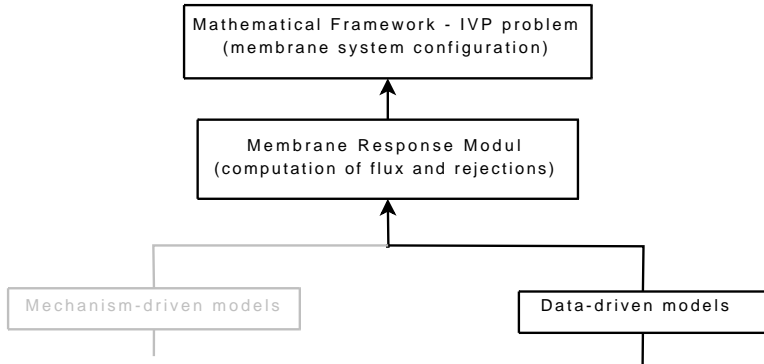 Mathematical Framework - IVP problem
(membrane system configuration)
Membrane Response Modul
(computation of flux and rejections)
Mechanism-driven models
Data-driven models